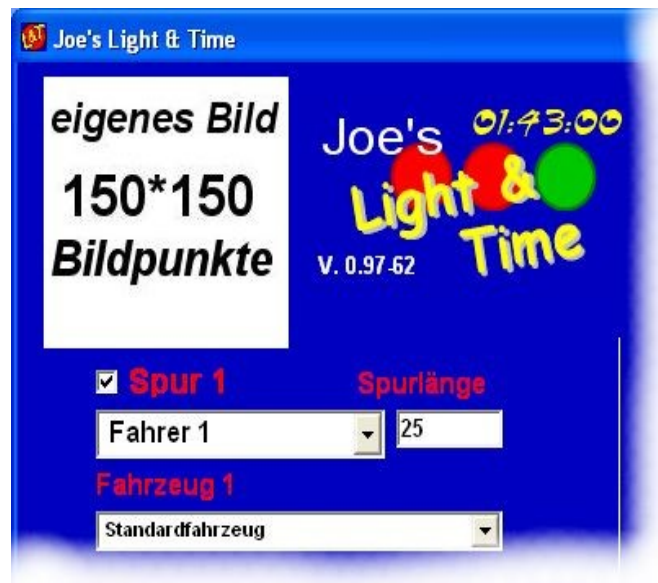 Joe's Light & Time
eigenes Bild
150*150
Bildpunkte
Joe's
01:43:00
Light &
Time
V. 0.97-62
Spur 1
Spurlänge
Fahrer 1
25
Fahrzeug 1
Standardfahrzeug